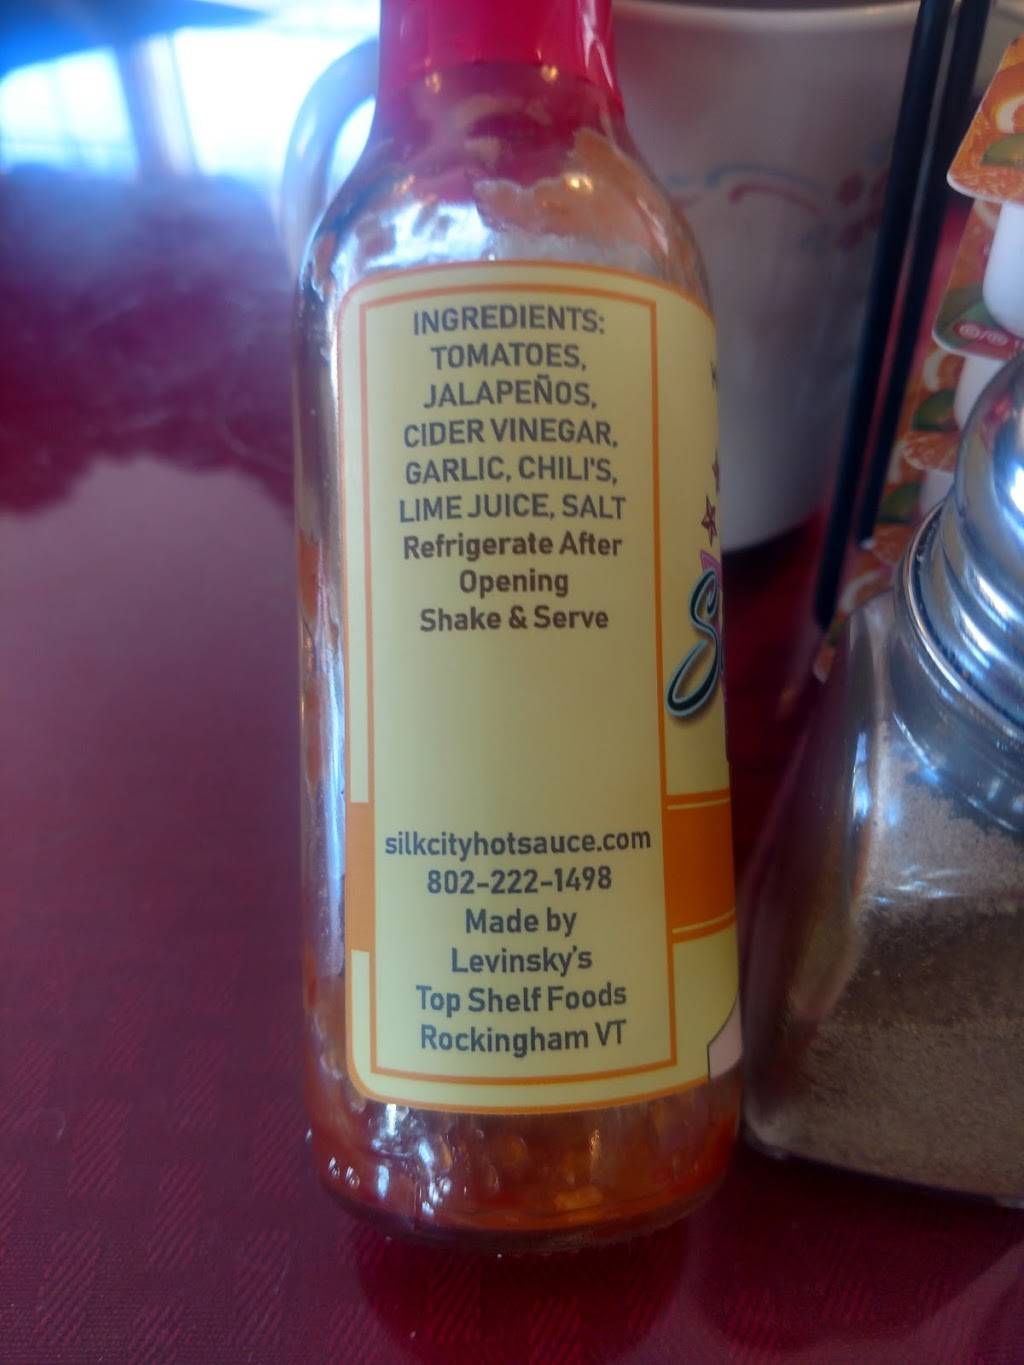 INGREDIENTS:
TOMATOES,
JALAPEÑOS,
CIDER VINEGAR,
GARLIC, CHILI'S,
LIME JUICE, SALT
Refrigerate After
Opening
Shake & Serve
silkcityhotsauce.com
802-222-1498
Made by
Levinsky's
Top Shelf Foods
Rockingham VT